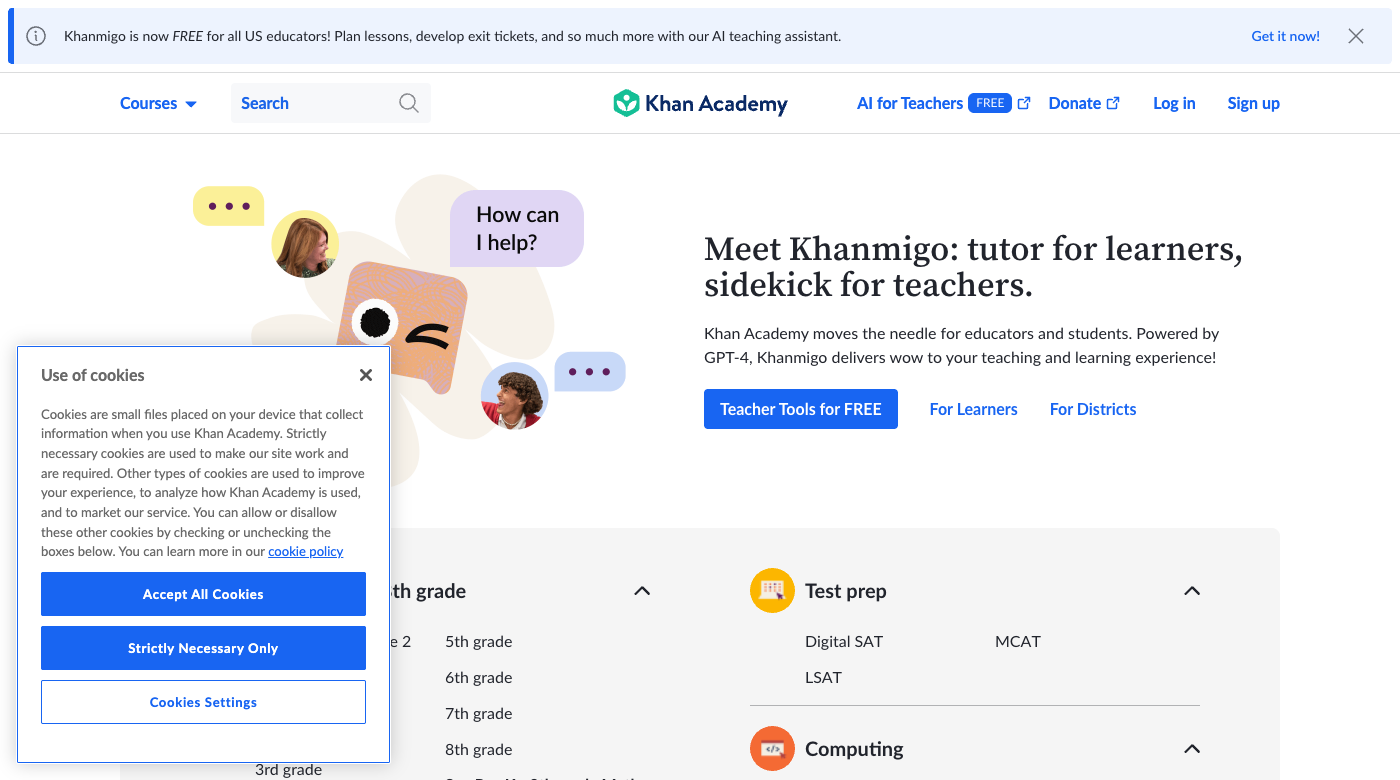 Khanmigo is now FREE for all US educators! Plan lessons, develop exit tickets, and so much more with our AI teaching assistant.
Get it now!
Courses
Search
Khan Academy
AI for Teachers FREE
Donate
Log in
Sign up
How can
I help?
Meet Khanmigo: tutor for learners,
sidekick for teachers.
Khan Academy moves the needle for educators and students. Powered by
GPT-4, Khanmigo delivers wow to your teaching and learning experience!
Teacher Tools for FREE
For Learners
For Districts
Use of cookies
Cookies are small files placed on your device that collect
information when you use Khan Academy. Strictly
necessary cookies are used to make our site work and
are required. Other types of cookies are used to improve
your experience, to analyze how Khan Academy is used,
and to market our service. You can allow or disallow
these other cookies by checking or unchecking the
boxes below. You can learn more in our cookie policy
Accept All Cookies
Strictly Necessary Only
Cookies Settings
grade
2
5th grade
6th grade
7th grade
8th grade
3rd grade
Test prep
Digital SAT
MCAT
LSAT
Computing